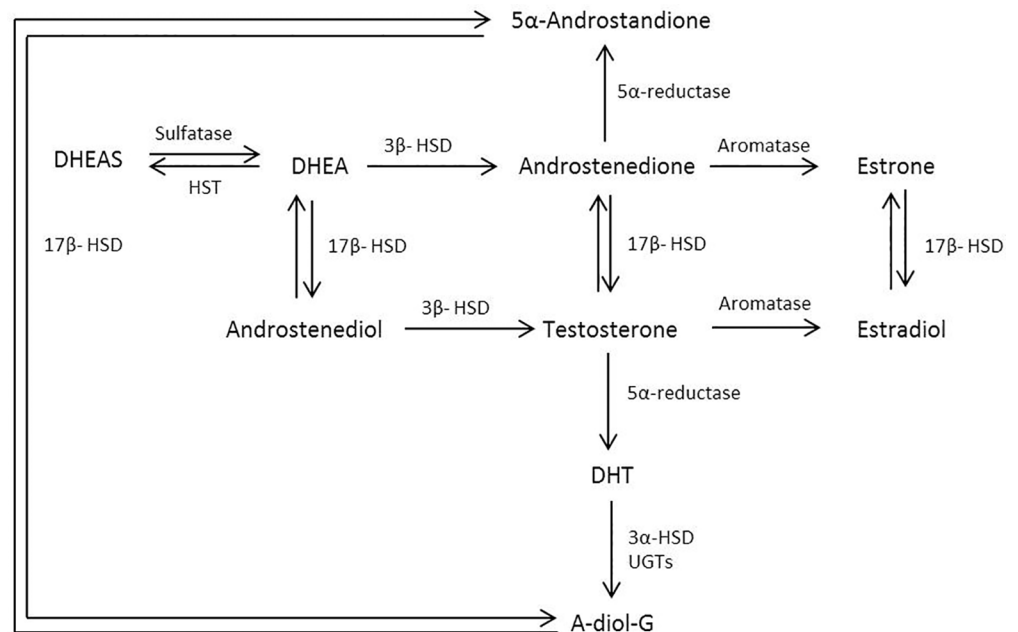 5α-Androstandione
5α-reductase
Sulfatase
3β- HSD
Aromatase
DHEAS
DHEA
Androstenedione
Estrone
HST
17β- HSD
17β- HSD
17β- HSD
17β- HSD
3β- HSD
Aromatase
Androstenediol
Testosterone
Estradiol
5α-reductase
DHT
3α-HSD
UGTs
A-diol-G